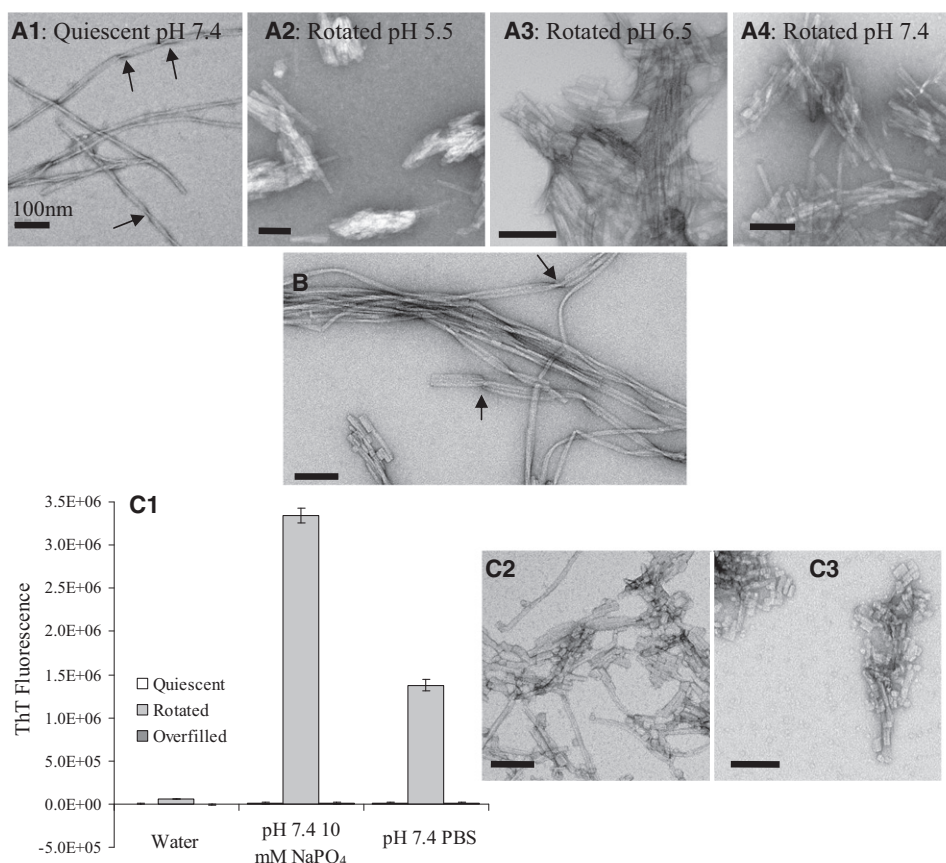 A1: Quiescent pH 7.4
A2: Rotated pH 5.5
A3: Rotated pH 6.5
A4: Rotated pH 7.4
100nm
B
C1
3.5E+06
3.0E+06
2.5E+06
2.0E+06
1.5E+06
1.0E+06
5.0E+05
0.0E+00
-5.0E+05
ThT Fluorescence
Quiescent
Rotated
Overfilled
Water
pH 7.4 10
mM NaPO₄
pH 7.4 PBS
C2
C3